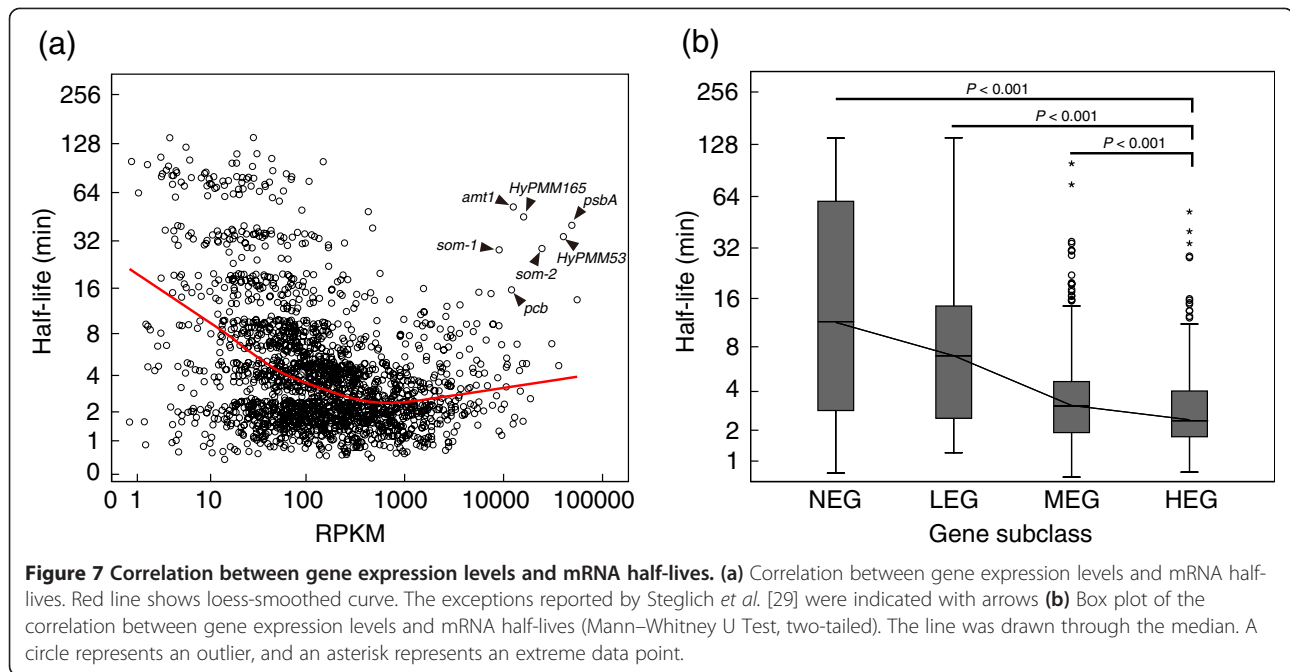 (a)
(b)
256
128
64
32
16
8
4
2
1
0
Half-life (min)
0 1 10 100 1000 10000 100000
RPKM
amt1
HyPMM165
psbA
som-1
som-2
HyPMM53
pcb
256
128
64
32
16
8
4
2
1
Half-life (min)
P < 0.001
P < 0.001
P < 0.001
NEG LEG MEG HEG
Gene subclass
Figure 7 Correlation between gene expression levels and mRNA half-lives. (a) Correlation between gene expression levels and mRNA half-
lives. Red line shows loess-smoothed curve. The exceptions reported by Steglich et al. [29] were indicated with arrows (b) Box plot of the
correlation between gene expression levels and mRNA half-lives (Mann–Whitney U Test, two-tailed). The line was drawn through the median. A
circle represents an outlier, and an asterisk represents an extreme data point.